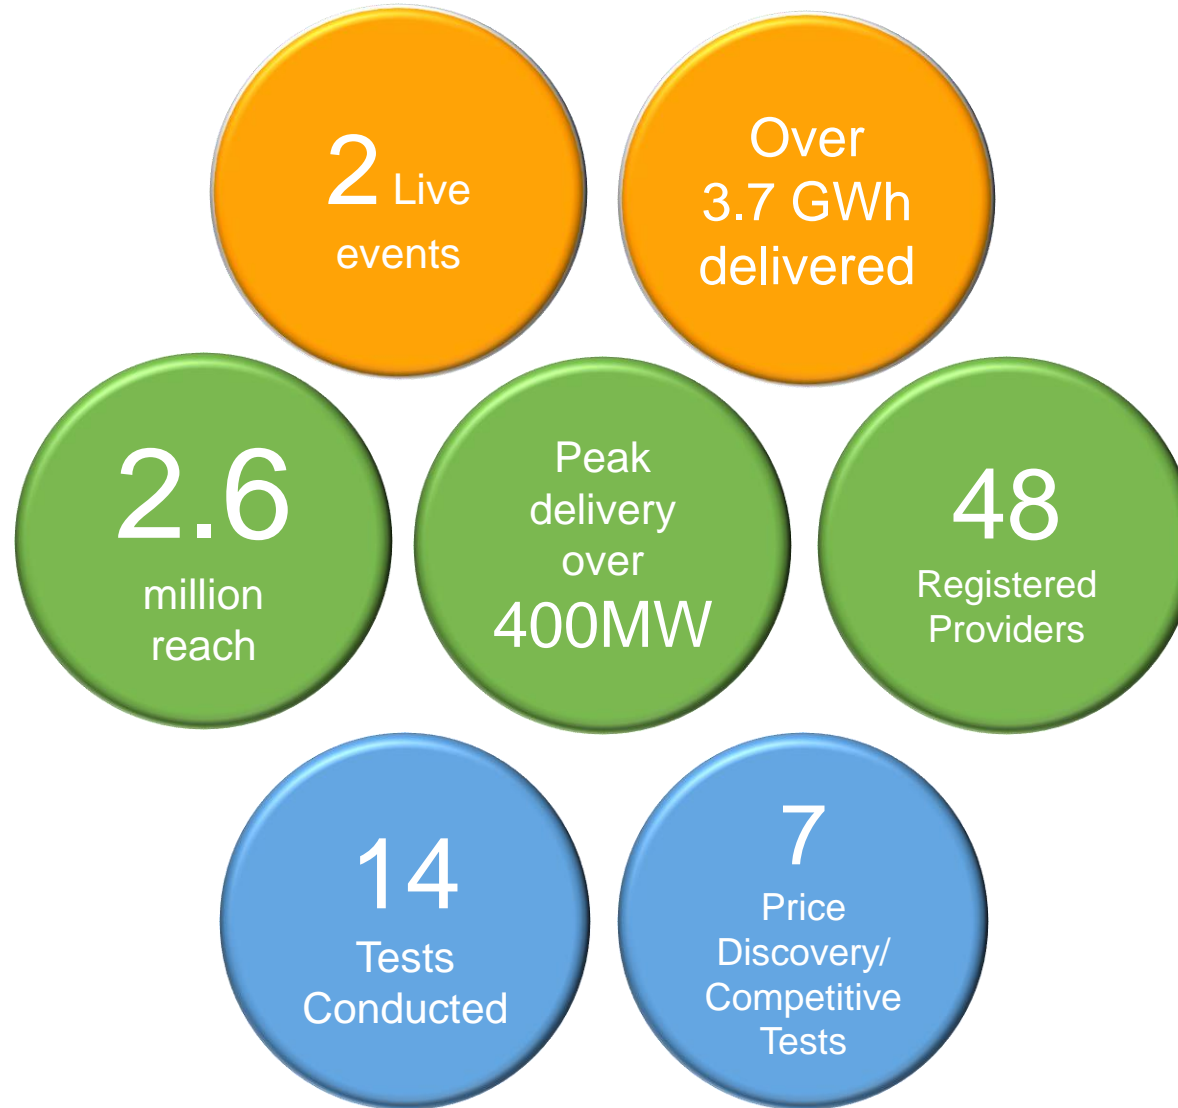 2 Live
events
Over
3.7 GWh
delivered
2.6
million
reach
Peak
delivery
over
400MW
48
Registered
Providers
14
Tests
Conducted
7
Price
Discovery/
Competitive
Tests